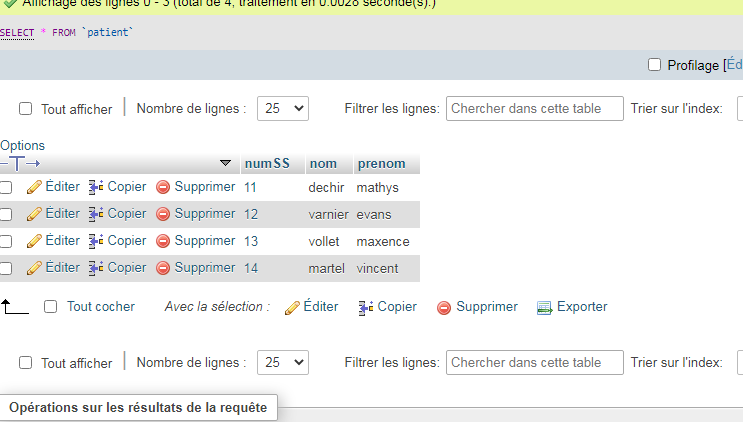 Affichage des lignes 0 - 3 (total de 4, traitement en 0.0028 seconde(s).)
SELECT * FROM `patient`
Profilage [Éd
Tout afficher | Nombre de lignes : 25 Filtrer les lignes: Chercher dans cette table Trier sur l'index:
Options
numSS nom prenom
Éditer Copier Supprimer 11 dechir mathys
Éditer Copier Supprimer 12 varnier evans
Éditer Copier Supprimer 13 vollet maxence
Éditer Copier Supprimer 14 martel vincent
Tout cocher Avec la sélection : Éditer Copier Supprimer Exporter
Tout afficher | Nombre de lignes : 25 Filtrer les lignes: Chercher dans cette table Trier sur l'index:
Opérations sur les résultats de la requête